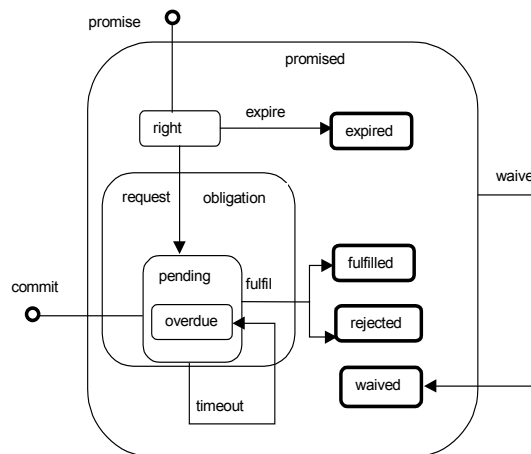 promise
promised
expire
right
expired
waive
request
obligation
fulfilled
pending
fulfil
commit
overdue
rejected
waived
timeout